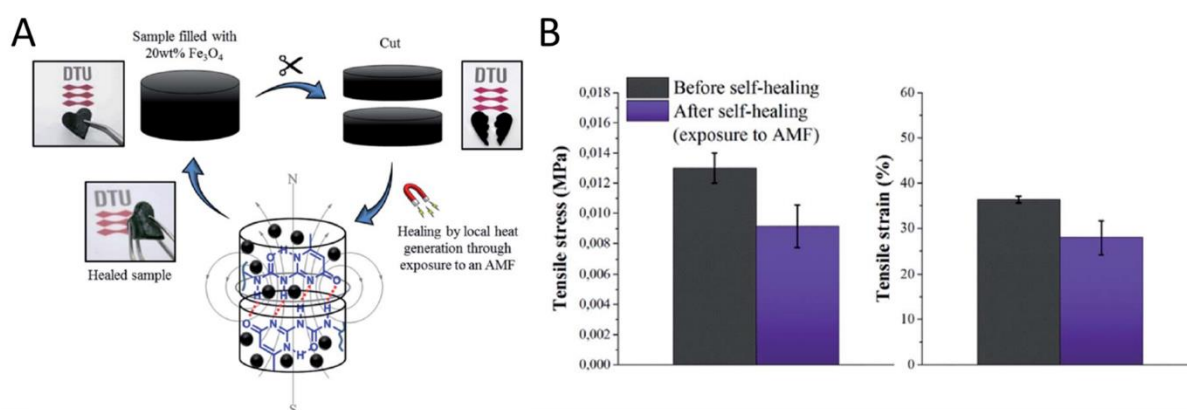 A
Sample filled with
20wt% Fe₃O₄
Cut
DTU
DTU
N
DTU
Healed sample
Healing by local heat
generation through
exposure to an AMF
H
O
N
N
N
N
N
O
H
H
H
H
O
N
N
N
N
N
H
O
S
B
Before self-healing
After self-healing
(exposure to AMF)
Tensile stress (MPa)
0,018
0,016
0,014
0,012
0,010
0,008
0,006
0,004
0,002
0,000
Tensile strain (%)
60
50
40
30
20
10
0